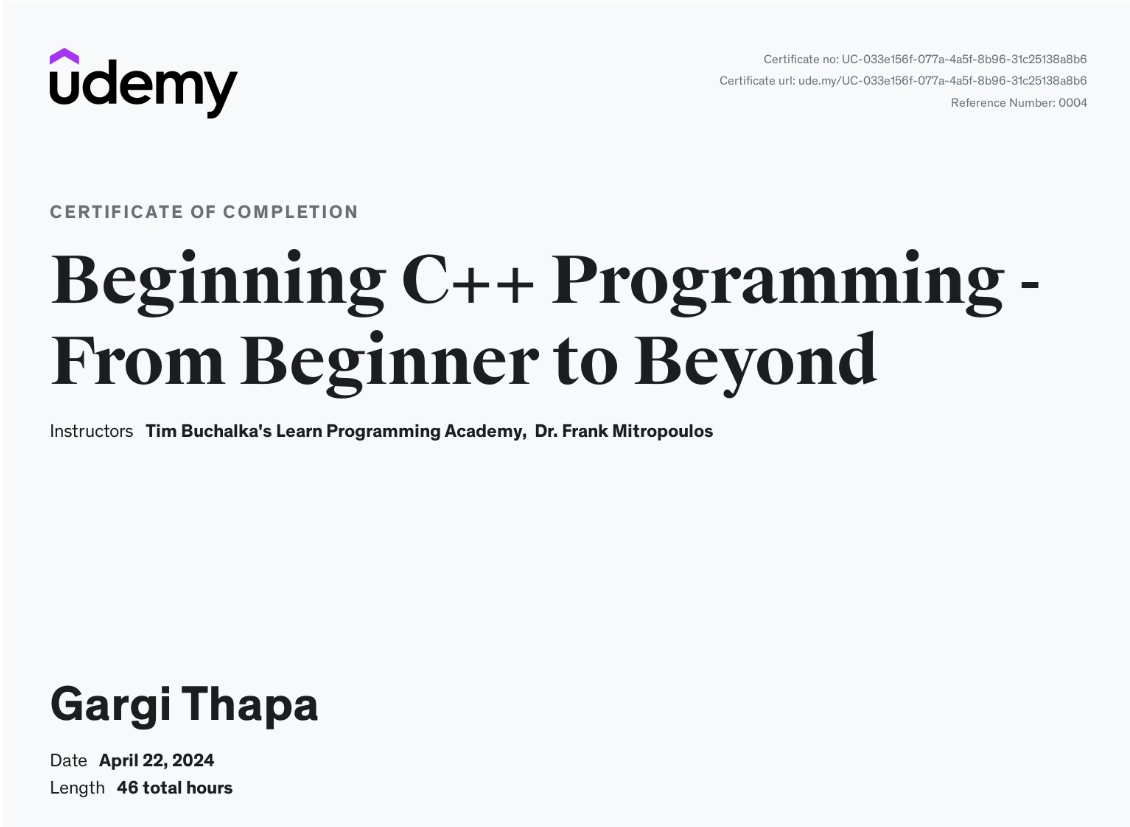 udemy
Certificate no: UC-033e156f-077a-4a5f-8b96-31c25138a8b6
Certificate url: ude.my/UC-033e156f-077a-4a5f-8b96-31c25138a8b6
Reference Number: 0004
CERTIFICATE OF COMPLETION
Beginning C++ Programming -
From Beginner to Beyond
Instructors Tim Buchalka's Learn Programming Academy, Dr. Frank Mitropoulos
Gargi Thapa
Date April 22, 2024
Length 46 total hours